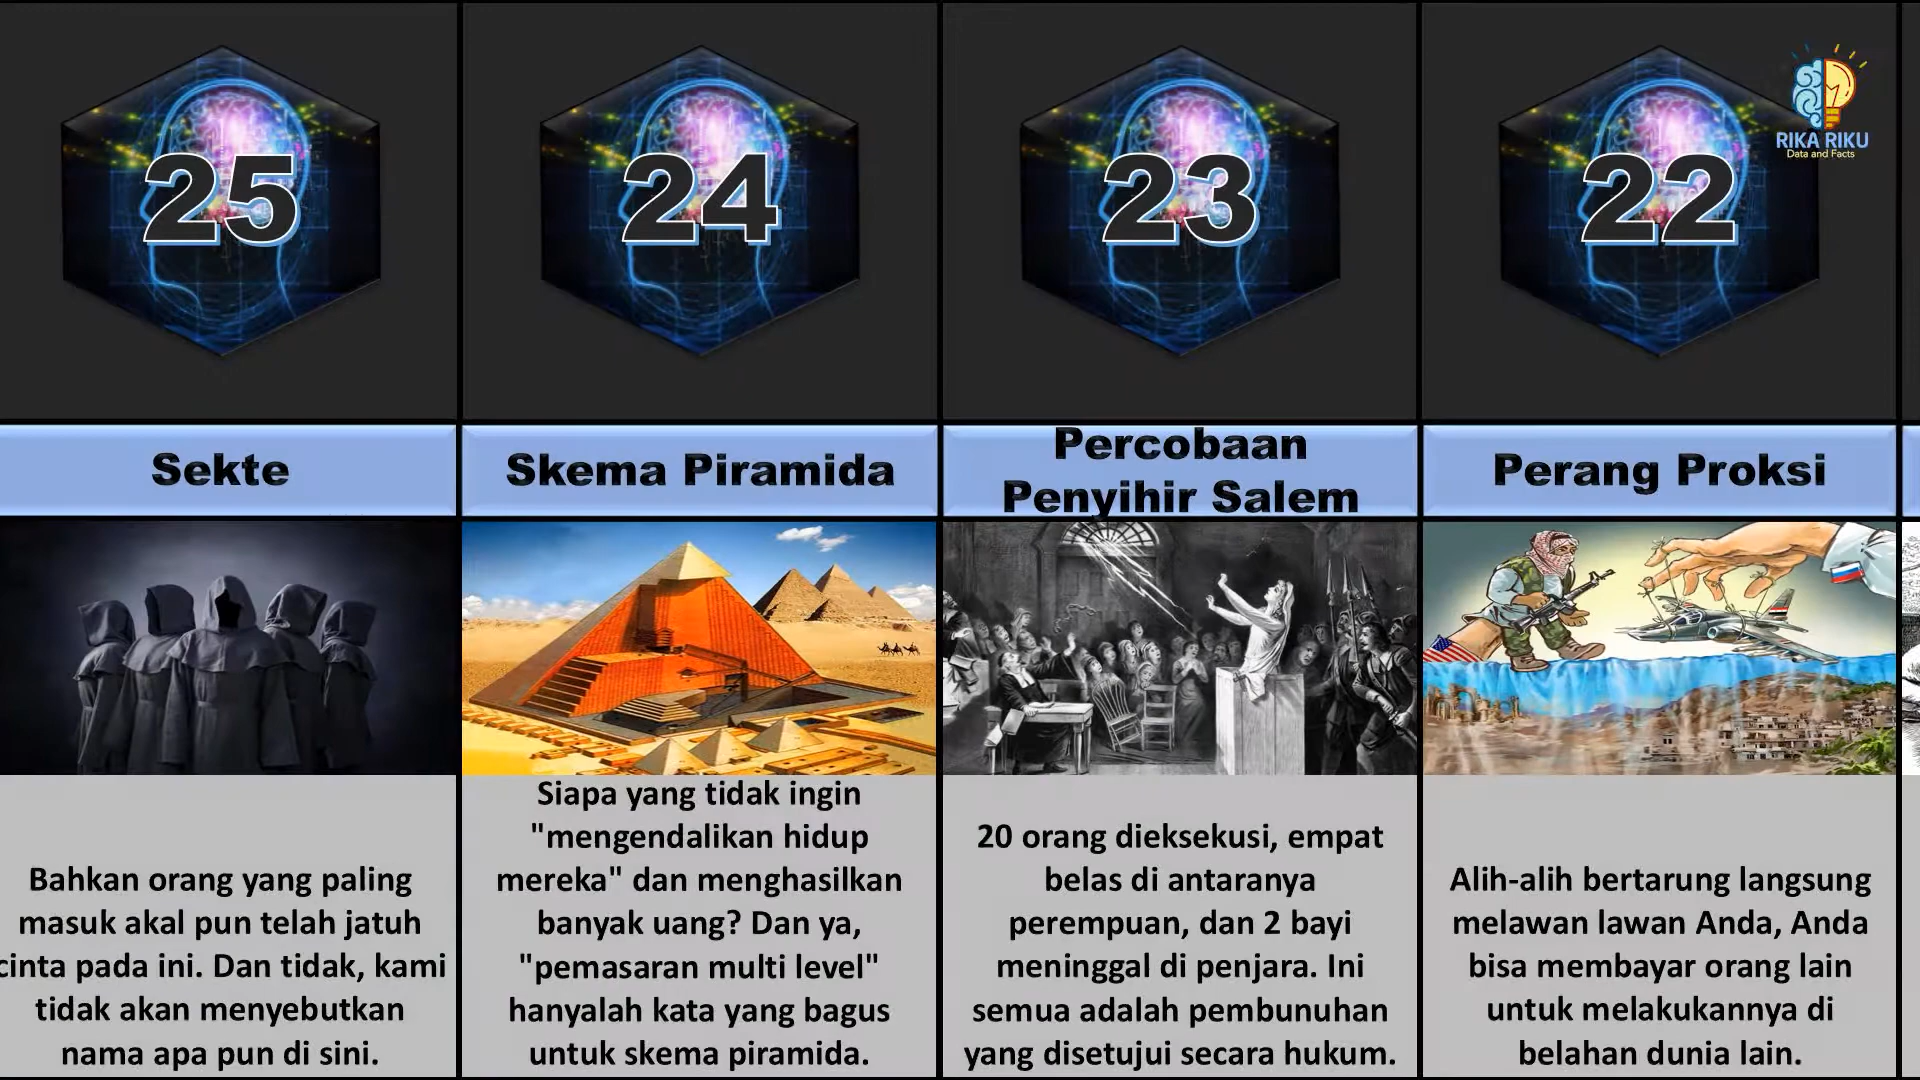 25
24
23
22
RIKA RIKU
Data and Facts
Sekte
Skema Piramida
Percobaan
Penyihir Salem
Perang Proksi
Bahkan orang yang paling
masuk akal pun telah jatuh
cinta pada ini. Dan tidak, kami
tidak akan menyebutkan
nama apa pun di sini.
Siapa yang tidak ingin
"mengendalikan hidup
mereka" dan menghasilkan
banyak uang? Dan ya,
"pemasaran multi level"
hanyalah kata yang bagus
untuk skema piramida.
20 orang dieksekusi, empat
belas di antaranya
perempuan, dan 2 bayi
meninggal di penjara. Ini
semua adalah pembunuhan
yang disetujui secara hukum.
Alih-alih bertarung langsung
melawan lawan Anda, Anda
bisa membayar orang lain
untuk melakukannya di
belahan dunia lain.